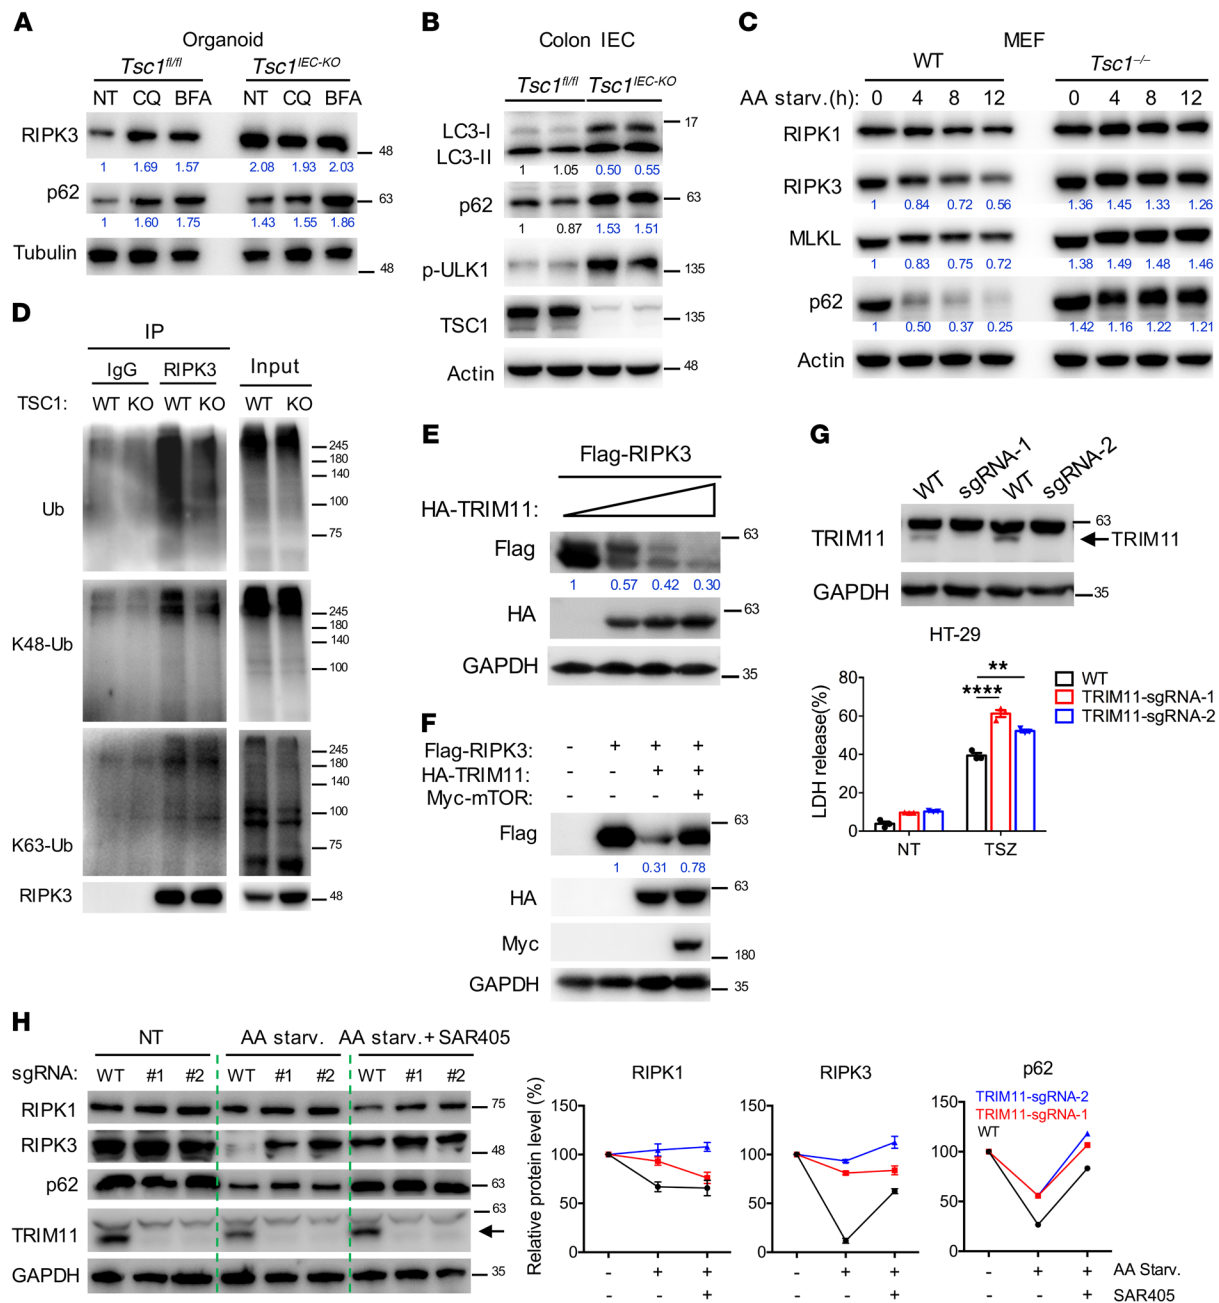 A
Organoid
Tsc1fl/fl Tsc1IEC-KO
NT CQ BFA NT CQ BFA
RIPK3
48
1 1.69 1.57 2.08 1.93 2.03
p62
63
1 1.60 1.75 1.43 1.55 1.86
Tubulin
48
B
Colon IEC
Tsc1fl/fl Tsc1IEC-KO
LC3-I
17
LC3-II
1 1.05 0.50 0.55
p62
63
1 0.87 1.53 1.51
p-ULK1
135
TSC1
135
Actin
48
C
MEF
WT Tsc1–/–
AA starv.(h): 0 4 8 12 0 4 8 12
RIPK1
RIPK3
1 0.84 0.72 0.56 1.36 1.45 1.33 1.26
MLKL
1 0.83 0.75 0.72 1.38 1.49 1.48 1.46
p62
1 0.50 0.37 0.25 1.42 1.16 1.22 1.21
Actin
D
IP
IgG RIPK3 Input
TSC1: WT KO WT KO WT KO
Ub
245
180
140
100
75
K48-Ub
245
180
140
100
K63-Ub
245
180
140
100
75
RIPK3
48
E
Flag-RIPK3
HA-TRIM11:
Flag
63
1 0.57 0.42 0.30
HA
63
GAPDH
35
F
Flag-RIPK3: - + + +
HA-TRIM11: - - + +
Myc-mTOR: - - - +
Flag
63
1 0.31 0.78
HA
63
Myc
180
GAPDH
35
G
WT sgRNA-1 WT sgRNA-2
TRIM11
63
TRIM11
GAPDH
35
HT-29
LDH release(%)
80
60
40
20
0
NT TSZ
****
**
WT
TRIM11-sgRNA-1
TRIM11-sgRNA-2
H
NT AA starv. AA starv.+ SAR405
sgRNA: WT #1 #2 WT #1 #2 WT #1 #2
RIPK1
75
RIPK3
48
p62
63
63
TRIM11
GAPDH
35
Relative protein level (%)
RIPK1
150
100
50
0
- + +
- - +
RIPK3
150
100
50
0
- + +
- - +
p62
TRIM11-sgRNA-2
TRIM11-sgRNA-1
WT
150
100
50
0
- + + AA Starv.
- - + SAR405